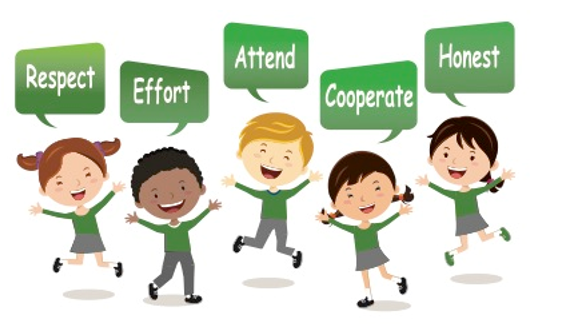 Respect
Effort
Attend
Cooperate
Honest